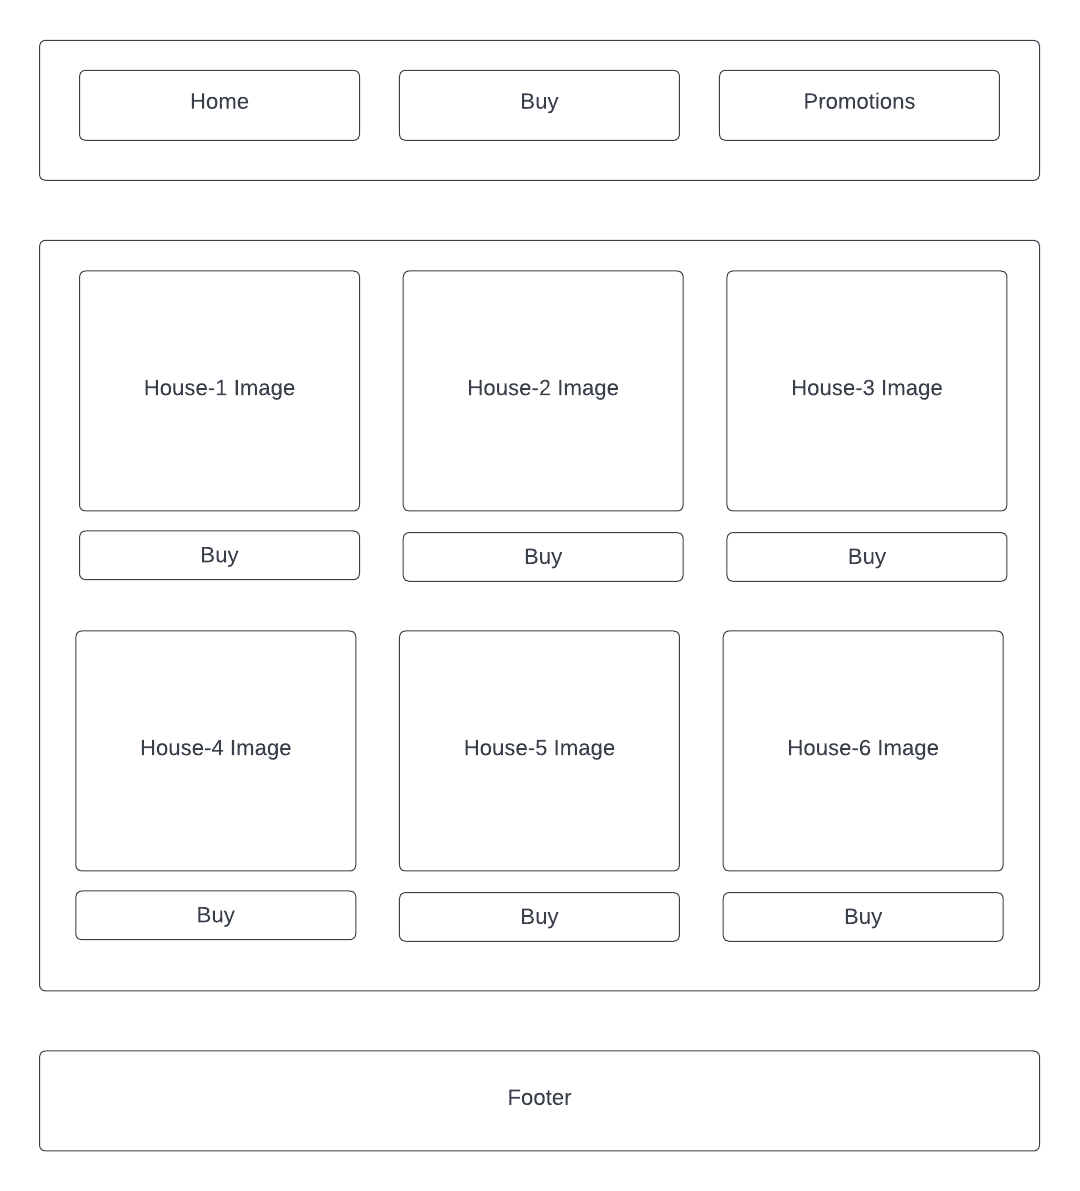 Home
Buy
Promotions
House-1 Image
House-2 Image
House-3 Image
Buy
Buy
Buy
House-4 Image
House-5 Image
House-6 Image
Buy
Buy
Buy
Footer